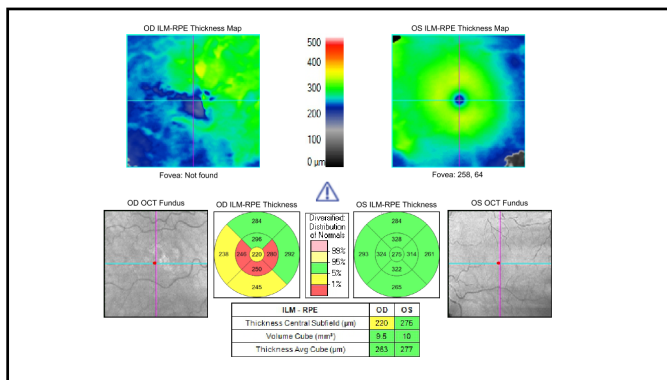 OD ILM-RPE Thickness Map
OS ILM-RPE Thickness Map
500
400
300
200
100
0 µm
Fovea: Not found
Fovea: 258, 64
OD OCT Fundus
OD ILM-RPE Thickness
OS ILM-RPE Thickness
OS OCT Fundus
284
296
238 246 220 280 292
250
245
Diversified:
Distribution
of Normals
99%
95%
5%
1%
284
328
293 324 275 314 261
322
265
ILM - RPE OD OS
Thickness Central Subfield (µm) 220 275
Volume Cube (mm³) 9.5 10
Thickness Avg Cube (µm) 263 277